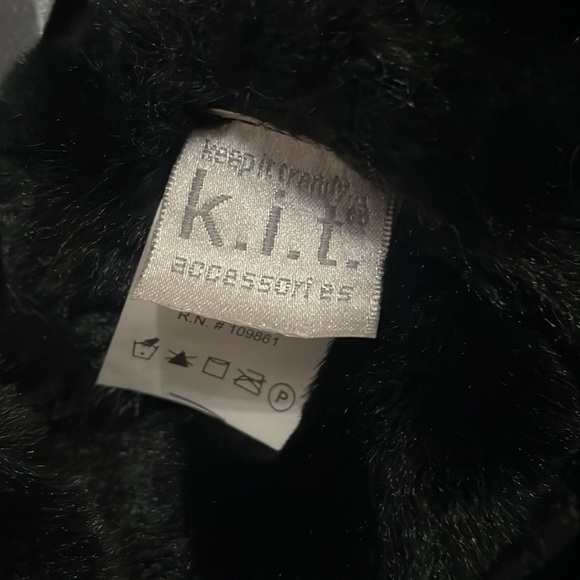 keep it trendy®
k.i.t.
accessories
R.N. # 109861
P